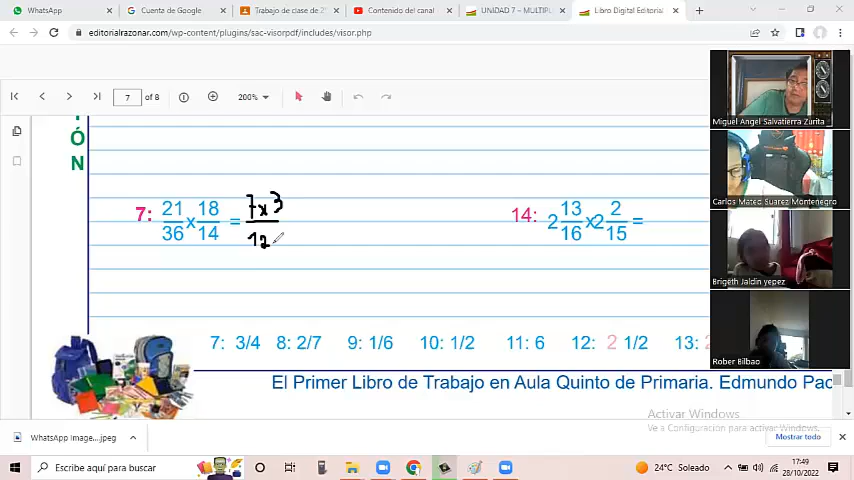 WhatsApp
Cuenta de Google
Trabajo de clase de 2°
Contenido del canal
UNIDAD 7 – MULTIPL
Libro Digital Editorial
editorialrazonar.com/wp-content/plugins/sac-visorpdf/includes/visor.php
7 of 8
200%
Ó
N
7: 21/36 x 18/14 = 7x3/12
14: 2 13/16 x 2 2/15 =
7: 3/4 8: 2/7 9: 1/6 10: 1/2 11: 6 12: 2 1/2 13:
El Primer Libro de Trabajo en Aula Quinto de Primaria. Edmundo Pac
Miguel Angel Salvatierra Zurita
Carlos Mateo Suarez Montenegro
Brigeth Jaldin yepez
Rober Bilbao
Activar Windows
Ve a Configuración para activar Windows.
WhatsApp Image....jpeg
Mostrar todo
Escribe aquí para buscar
24°C Soleado
17:49
28/10/2022